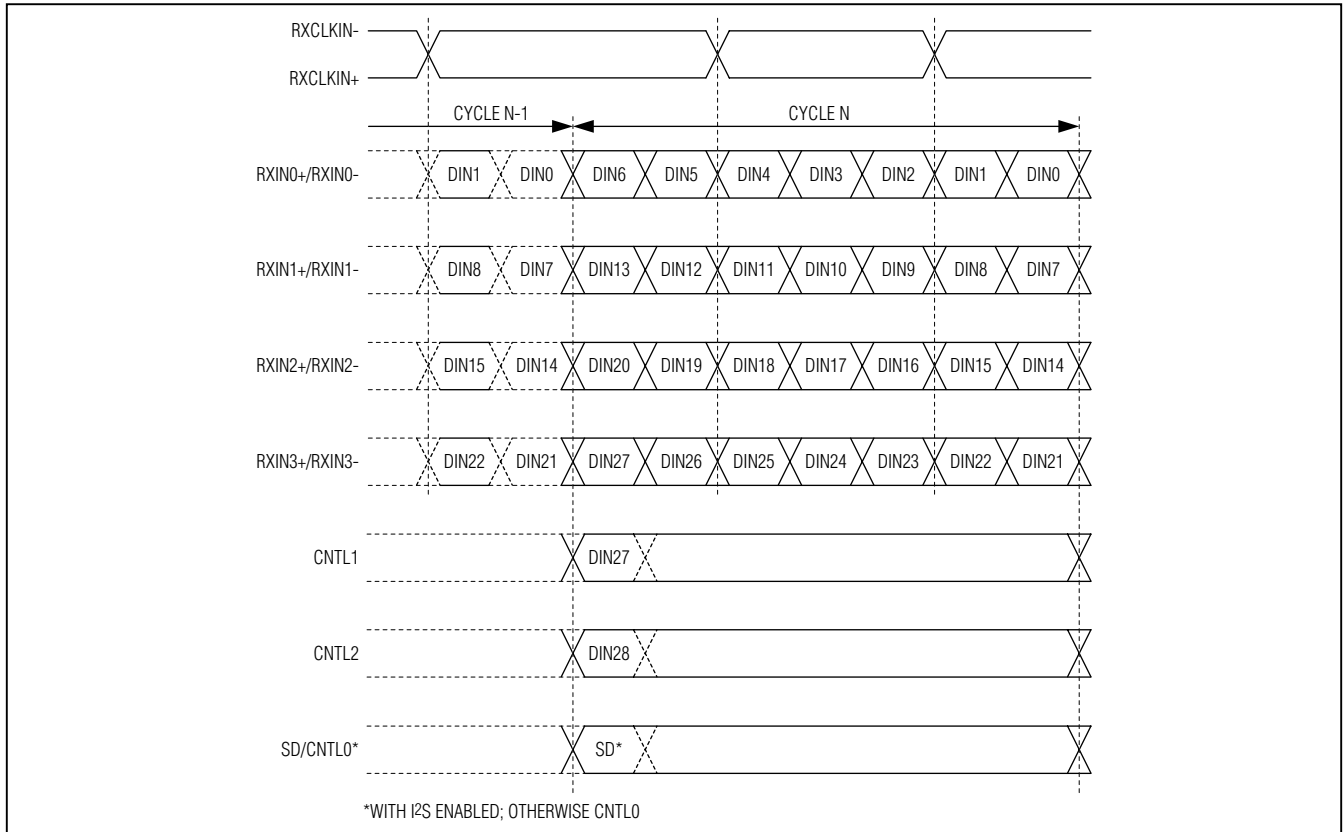 RXCLKIN-
RXCLKIN+
CYCLE N-1 CYCLE N
RXIN0+/RXIN0- DIN1 DIN0 DIN6 DIN5 DIN4 DIN3 DIN2 DIN1 DIN0
RXIN1+/RXIN1- DIN8 DIN7 DIN13 DIN12 DIN11 DIN10 DIN9 DIN8 DIN7
RXIN2+/RXIN2- DIN15 DIN14 DIN20 DIN19 DIN18 DIN17 DIN16 DIN15 DIN14
RXIN3+/RXIN3- DIN22 DIN21 DIN27 DIN26 DIN25 DIN24 DIN23 DIN22 DIN21
CNTL1 DIN27
CNTL2 DIN28
SD/CNTL0* SD*
*WITH I2S ENABLED; OTHERWISE CNTL0